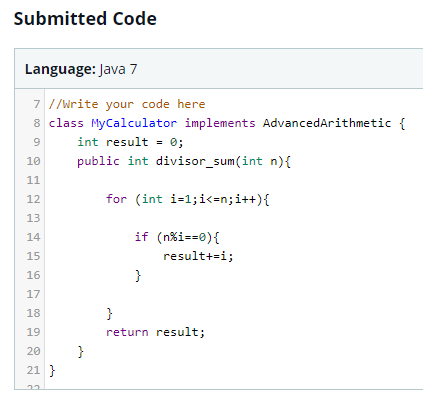 Submitted Code
Language: Java 7
7 //Write your code here
8 class MyCalculator implements AdvancedArithmetic {
9     int result = 0;
10     public int divisor_sum(int n){
11
12         for (int i=1;i<=n;i++){
13
14             if (n%i==0){
15                 result+=i;
16             }
17
18         }
19         return result;
20     }
21 }
22